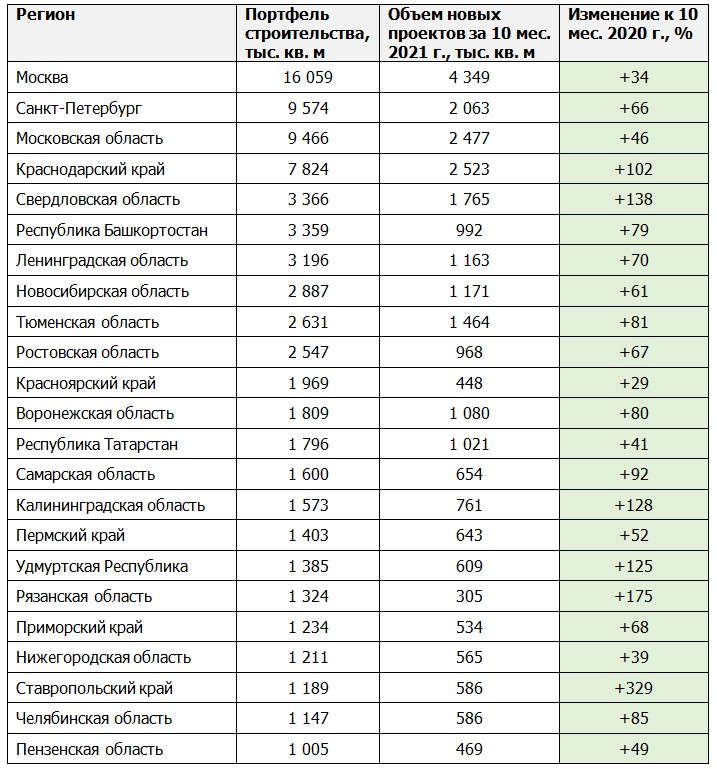 Регион Портфель строительства, тыс. кв. м Объем новых проектов за 10 мес. 2021 г., тыс. кв. м Изменение к 10 мес. 2020 г., %
Москва 16 059 4 349 +34
Санкт-Петербург 9 574 2 063 +66
Московская область 9 466 2 477 +46
Краснодарский край 7 824 2 523 +102
Свердловская область 3 366 1 765 +138
Республика Башкортостан 3 359 992 +79
Ленинградская область 3 196 1 163 +70
Новосибирская область 2 887 1 171 +61
Тюменская область 2 631 1 464 +81
Ростовская область 2 547 968 +67
Красноярский край 1 969 448 +29
Воронежская область 1 809 1 080 +80
Республика Татарстан 1 796 1 021 +41
Самарская область 1 600 654 +92
Калининградская область 1 573 761 +128
Пермский край 1 403 643 +52
Удмуртская Республика 1 385 609 +125
Рязанская область 1 324 305 +175
Приморский край 1 234 534 +68
Нижегородская область 1 211 565 +39
Ставропольский край 1 189 586 +329
Челябинская область 1 147 586 +85
Пензенская область 1 005 469 +49